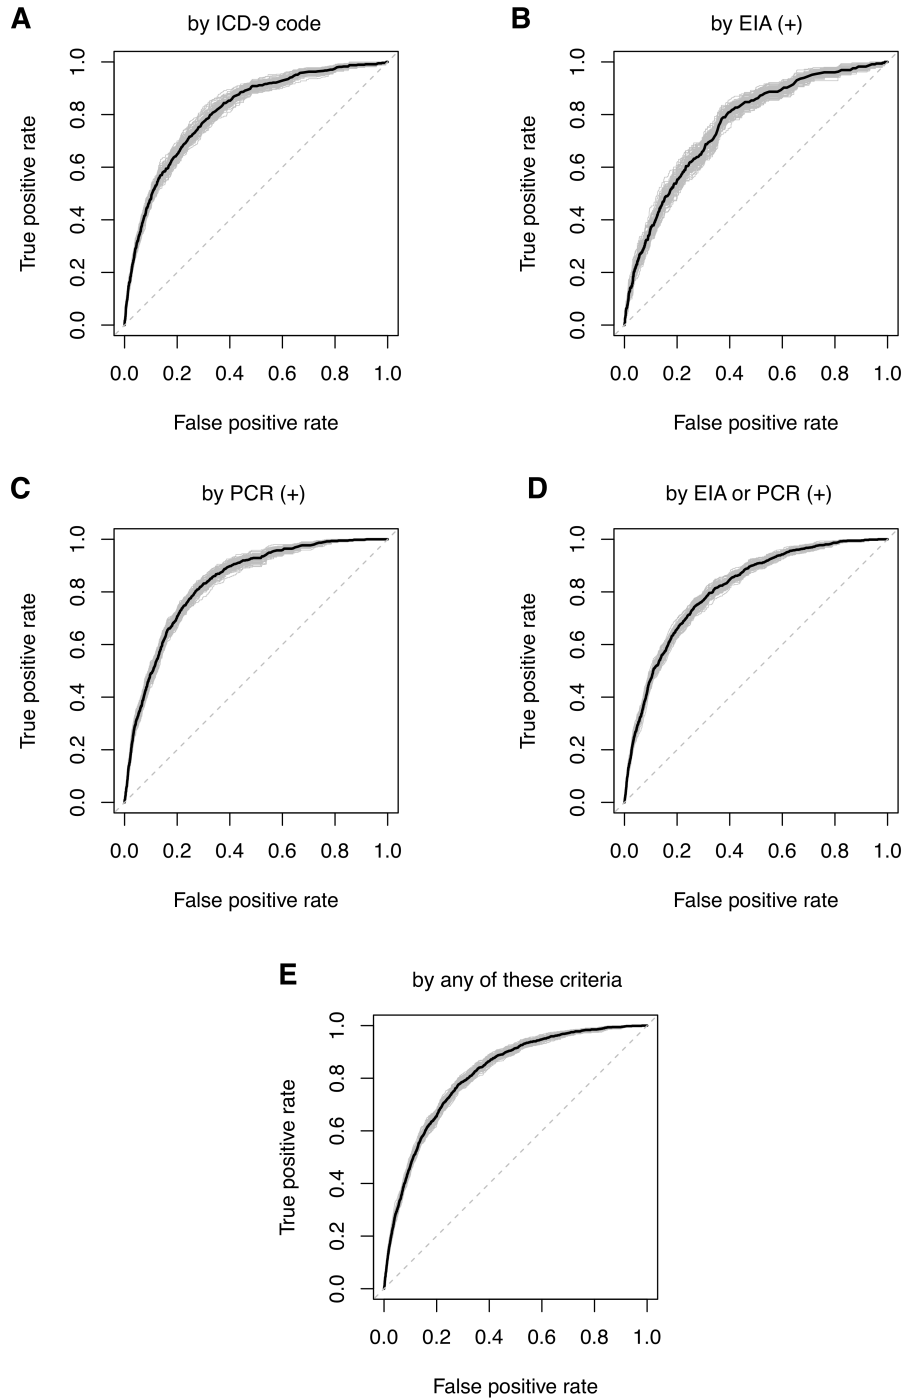 A
by ICD-9 code
True positive rate
0.0 0.2 0.4 0.6 0.8 1.0
0.0 0.2 0.4 0.6 0.8 1.0
False positive rate
B
by EIA (+)
True positive rate
0.0 0.2 0.4 0.6 0.8 1.0
0.0 0.2 0.4 0.6 0.8 1.0
False positive rate
C
by PCR (+)
True positive rate
0.0 0.2 0.4 0.6 0.8 1.0
0.0 0.2 0.4 0.6 0.8 1.0
False positive rate
D
by EIA or PCR (+)
True positive rate
0.0 0.2 0.4 0.6 0.8 1.0
0.0 0.2 0.4 0.6 0.8 1.0
False positive rate
E
by any of these criteria
True positive rate
0.0 0.2 0.4 0.6 0.8 1.0
0.0 0.2 0.4 0.6 0.8 1.0
False positive rate